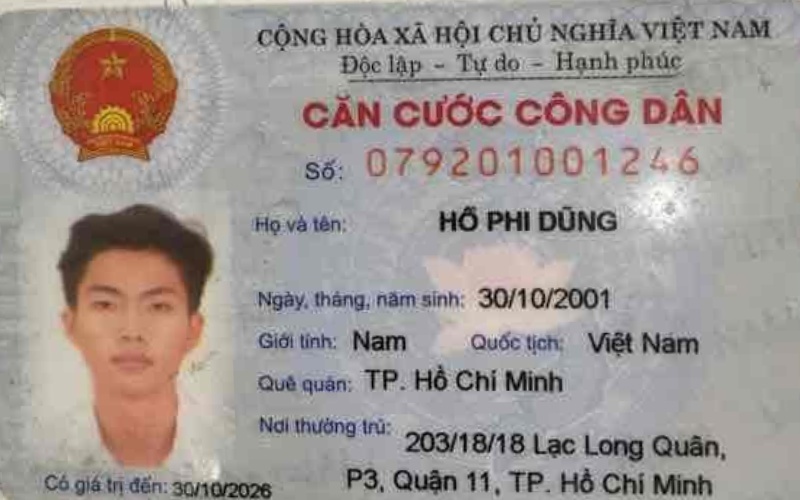 CỘNG HÒA XÃ HỘI CHỦ NGHĨA VIỆT NAM
Độc lập - Tự do - Hạnh phúc
CĂN CƯỚC CÔNG DÂN
Số: 079201001246
Họ và tên: HỒ PHI DŨNG
Ngày, tháng, năm sinh: 30/10/2001
Giới tính: Nam Quốc tịch: Việt Nam
Quê quán: TP. Hồ Chí Minh
Nơi thường trú: 203/18/18 Lạc Long Quân,
P3, Quận 11, TP. Hồ Chí Minh
Có giá trị đến: 30/10/2026